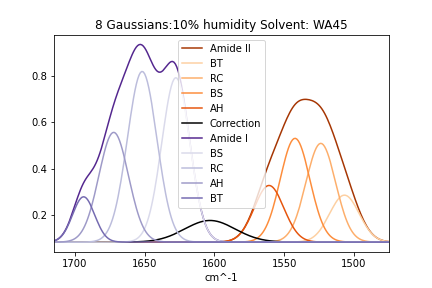 8 Gaussians:10% humidity Solvent: WA45
0.8
0.6
0.4
0.2
Amide II
BT
RC
BS
AH
Correction
Amide I
BS
RC
AH
BT
1700
1650
1600
1550
1500
cm^-1